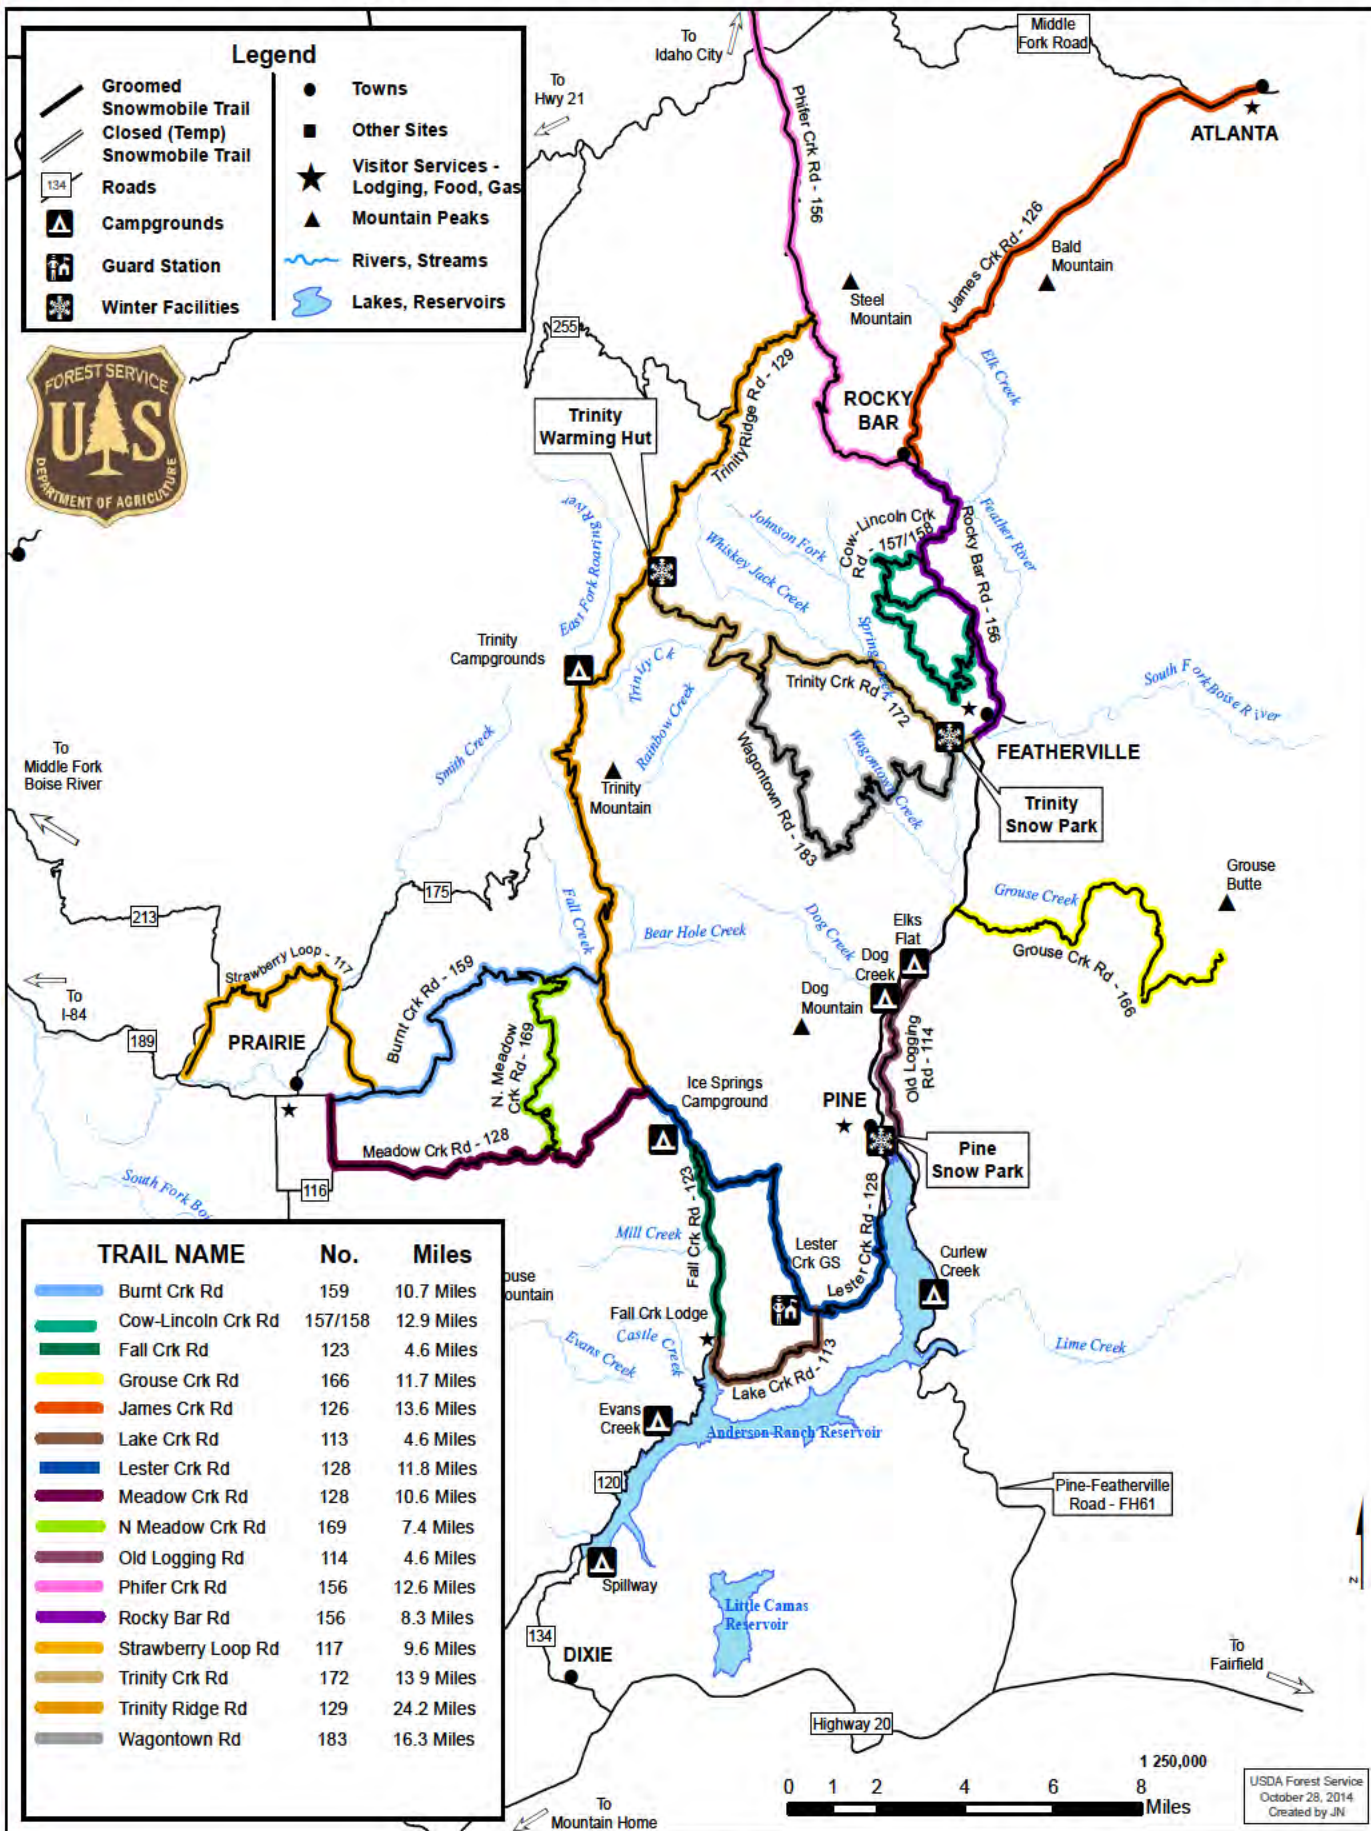 Legend
Groomed
Snowmobile Trail
Closed (Temp)
Snowmobile Trail
134
Roads
Campgrounds
Guard Station
Winter Facilities
Towns
Other Sites
Visitor Services -
Lodging, Food, Gas
Mountain Peaks
Rivers, Streams
Lakes, Reservoirs
FOREST SERVICE
U S
DEPARTMENT OF AGRICULTURE
To
Idaho City
Middle
Fork Road
To
Hwy 21
ATLANTA
Phifer Crk Rd - 156
James Crk Rd - 126
Bald
Mountain
Steel
Mountain
255
Elk Creek
Trinity Ridge Rd - 129
ROCKY
BAR
Trinity
Warming Hut
East Fork Roaring River
Johnson Fork
Whiskey Jack Creek
Cow-Lincoln Crk
Rd - 157/158
Feather River
Rocky Bar Rd - 156
Spring Creek
Trinity
Campgrounds
Trinity Ck
Rainbow Creek
Trinity Crk Rd - 172
South Fork Boise River
Smith Creek
Wagontown Rd - 183
Wagontown Creek
FEATHERVILLE
To
Middle Fork
Boise River
Trinity
Mountain
Trinity
Snow Park
Grouse
Butte
175
213
Fall Creek
Bear Hole Creek
Dog Creek
Elks
Flat
Grouse Creek
Grouse Crk Rd - 166
Strawberry Loop - 117
Burnt Crk Rd - 159
Dog
Creek
Dog
Mountain
To
I-84
189
PRAIRIE
N. Meadow
Crk Rd - 169
Old Logging
Rd - 114
Ice Springs
Campground
PINE
Meadow Crk Rd - 128
Pine
Snow Park
116
South Fork Boi
Fall Crk Rd - 123
Mill Creek
Lester
Crk GS
Lester Crk Rd - 128
Curlew
Creek
ouse
ountain
Fall Crk Lodge
Castle
Creek
Evans Creek
Lime Creek
Lake Crk Rd - 113
Evans
Creek
Anderson Ranch Reservoir
120
Pine-Featherville
Road - FH61
Spillway
Little Camas
Reservoir
134
DIXIE
To
Fairfield
Highway 20
To
Mountain Home
TRAIL NAME No. Miles
Burnt Crk Rd 159 10.7 Miles
Cow-Lincoln Crk Rd 157/158 12.9 Miles
Fall Crk Rd 123 4.6 Miles
Grouse Crk Rd 166 11.7 Miles
James Crk Rd 126 13.6 Miles
Lake Crk Rd 113 4.6 Miles
Lester Crk Rd 128 11.8 Miles
Meadow Crk Rd 128 10.6 Miles
N Meadow Crk Rd 169 7.4 Miles
Old Logging Rd 114 4.6 Miles
Phifer Crk Rd 156 12.6 Miles
Rocky Bar Rd 156 8.3 Miles
Strawberry Loop Rd 117 9.6 Miles
Trinity Crk Rd 172 13 9 Miles
Trinity Ridge Rd 129 24.2 Miles
Wagontown Rd 183 16.3 Miles
1 250,000
0 1 2 4 6 8 Miles
USDA Forest Service
October 28, 2014
Created by JN
z